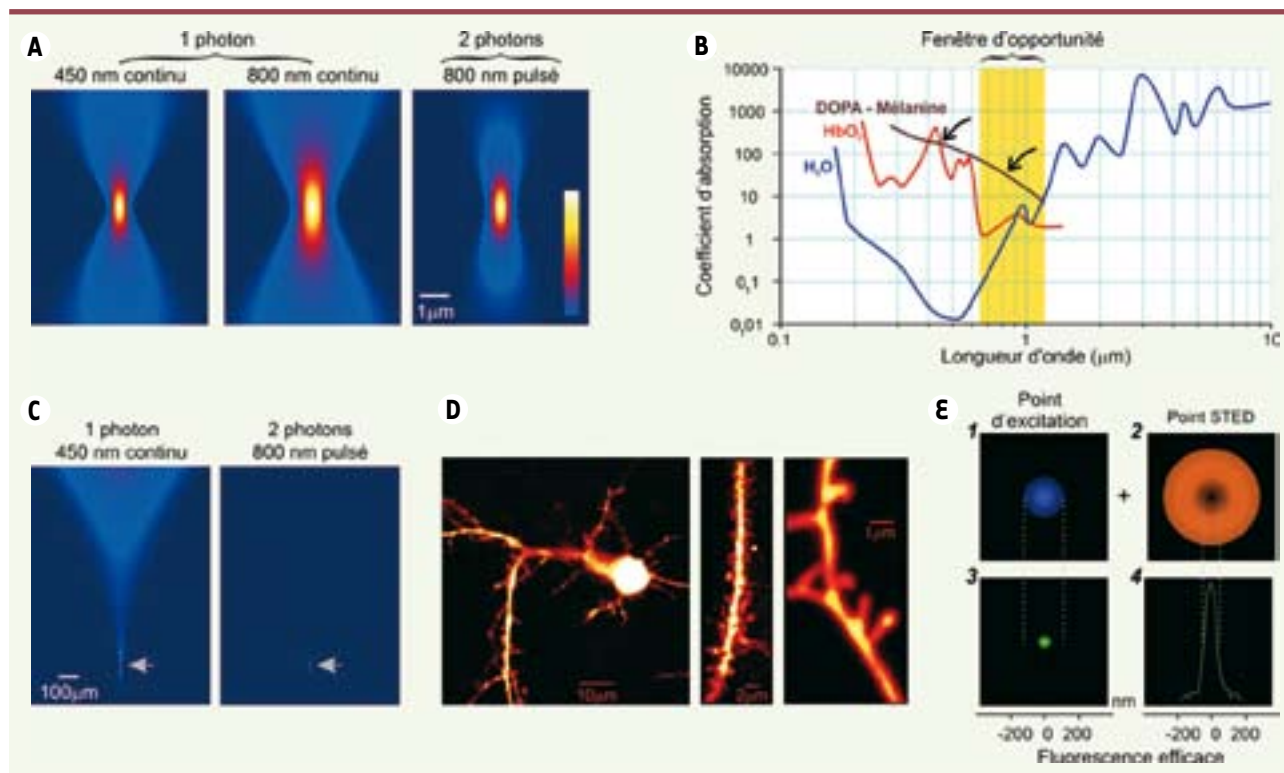 A
1 photon
2 photons
450 nm continu
800 nm continu
800 nm pulsé
1µm
B
Fenêtre d'opportunité
10000
1000
100
10
1
0,1
0,01
DOPA - Mélanine
HbO₂
H₂O
Coefficient d'absorption
0.1
1
10
Longueur d'onde (µm)
C
1 photon
2 photons
450 nm continu
800 nm pulsé
100µm
D
10µm
2µm
1µm
E
Point
d'excitation
Point STED
1
2
+
3
4
nm
-200 0 200
-200 0 200
Fluorescence efficace